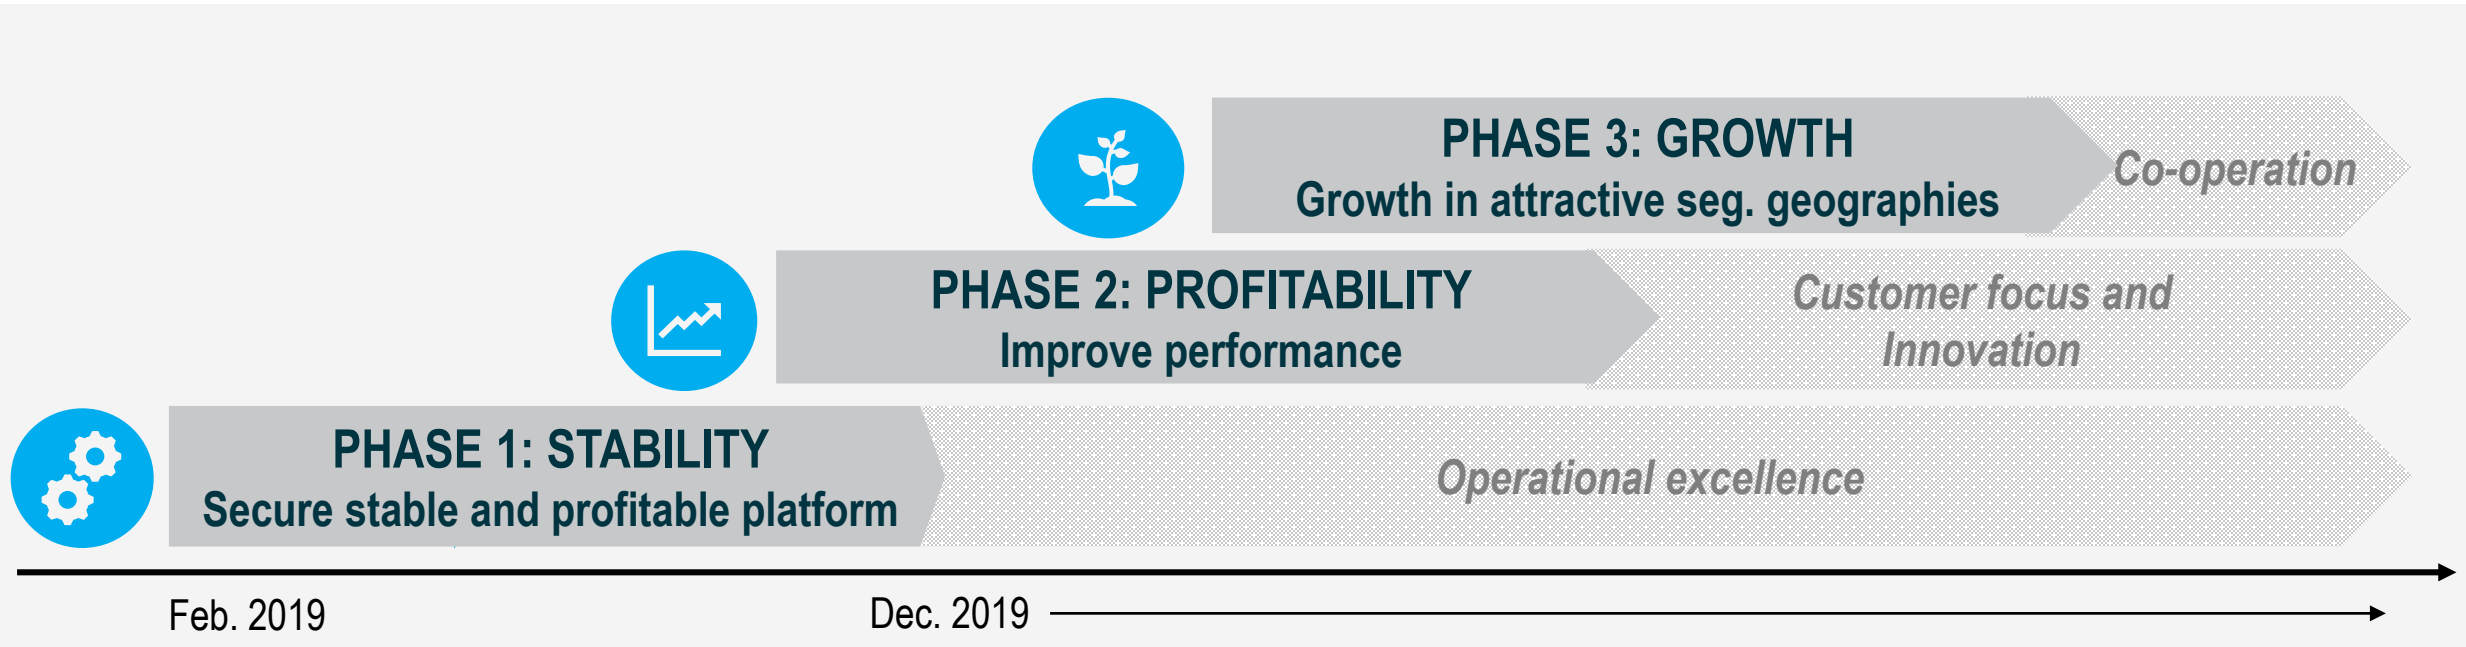 PHASE 3: GROWTH
Growth in attractive seg. geographies
Co-operation
PHASE 2: PROFITABILITY
Improve performance
Customer focus and
Innovation
PHASE 1: STABILITY
Secure stable and profitable platform
Operational excellence
Feb. 2019
Dec. 2019